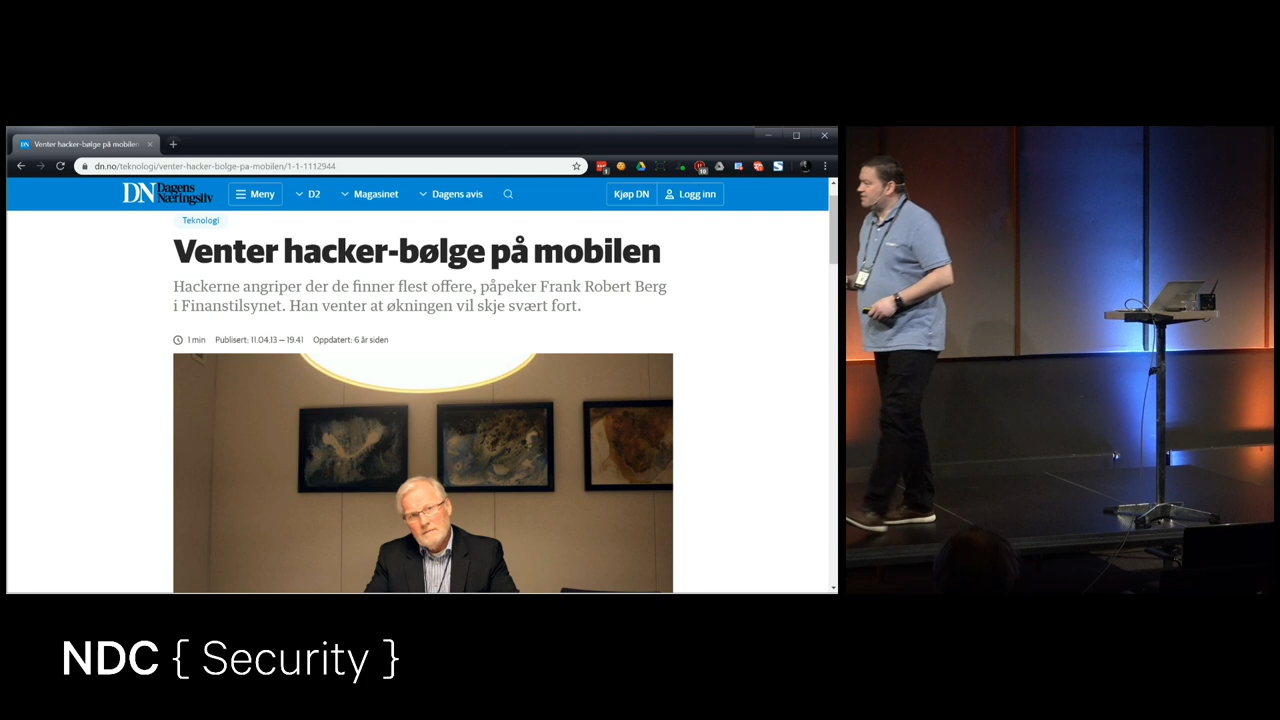 Venter hacker-bølge på mobilen
dn.no/teknologi/venter-hacker-bolge-pa-mobilen/1-1-1112944
DN Dagens Næringsliv
Meny
D2
Magasinet
Dagens avis
Kjøp DN
Logg inn
Teknologi
Venter hacker-bølge på mobilen
Hackerne angriper der de finner flest offere, påpeker Frank Robert Berg
i Finanstilsynet. Han venter at økningen vil skje svært fort.
1 min Publisert: 11.04.13 – 19.41 Oppdatert: 6 år siden
NDC { Security }